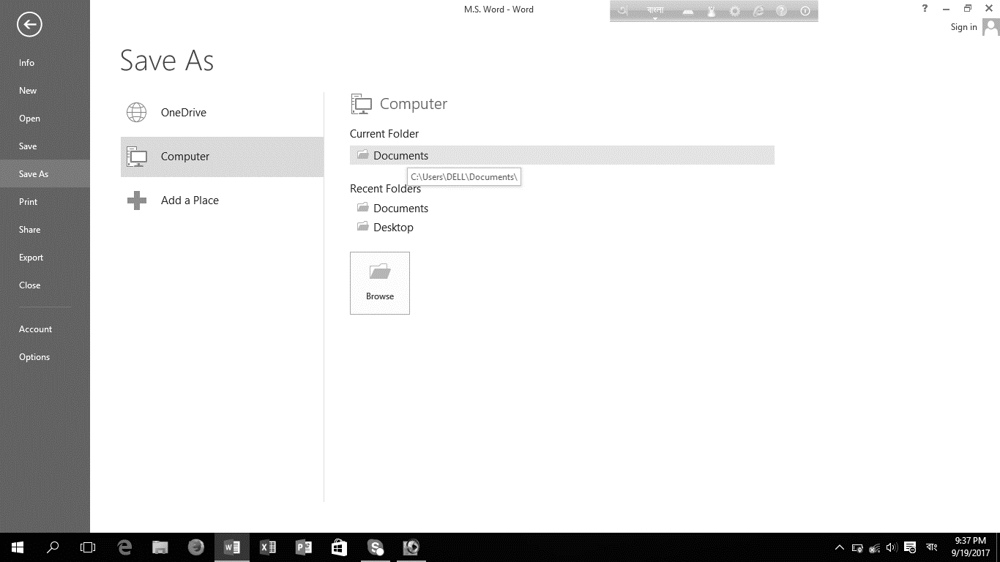 M.S. Word - Word
বাংলা
?
Sign in
Info
New
Open
Save
Save As
Print
Share
Export
Close
Account
Options
Save As
OneDrive
Computer
Add a Place
Computer
Current Folder
Documents
C:\Users\DELL\Documents\
Recent Folders
Documents
Desktop
Browse
বাং
9:37 PM
9/19/2017